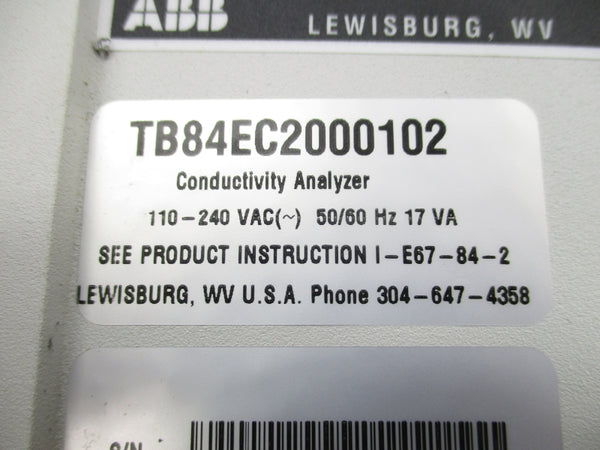 ABB
LEWISBURG, WV
TB84EC2000102
Conductivity Analyzer
110-240 VAC(~) 50/60 Hz 17 VA
SEE PRODUCT INSTRUCTION I-E67-84-2
LEWISBURG, WV U.S.A. Phone 304-647-4358
S/N